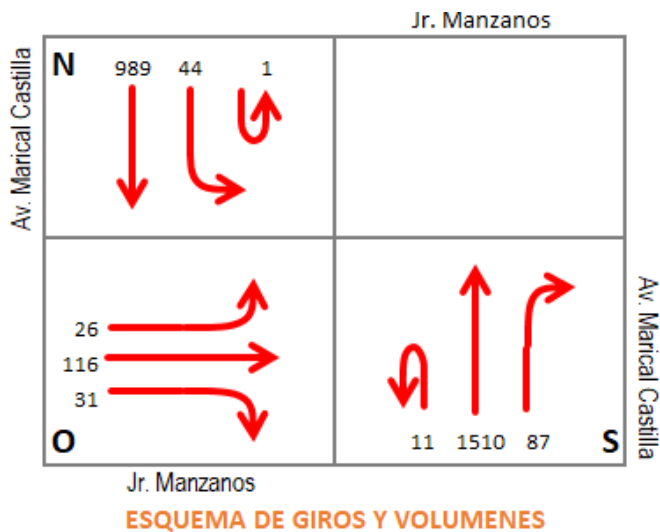 Jr. Manzanos
Av. Marical Castilla
N 989 44 1
26
116
31
O
11 1510 87 S
Av. Marical Castilla
Jr. Manzanos
ESQUEMA DE GIROS Y VOLUMENES